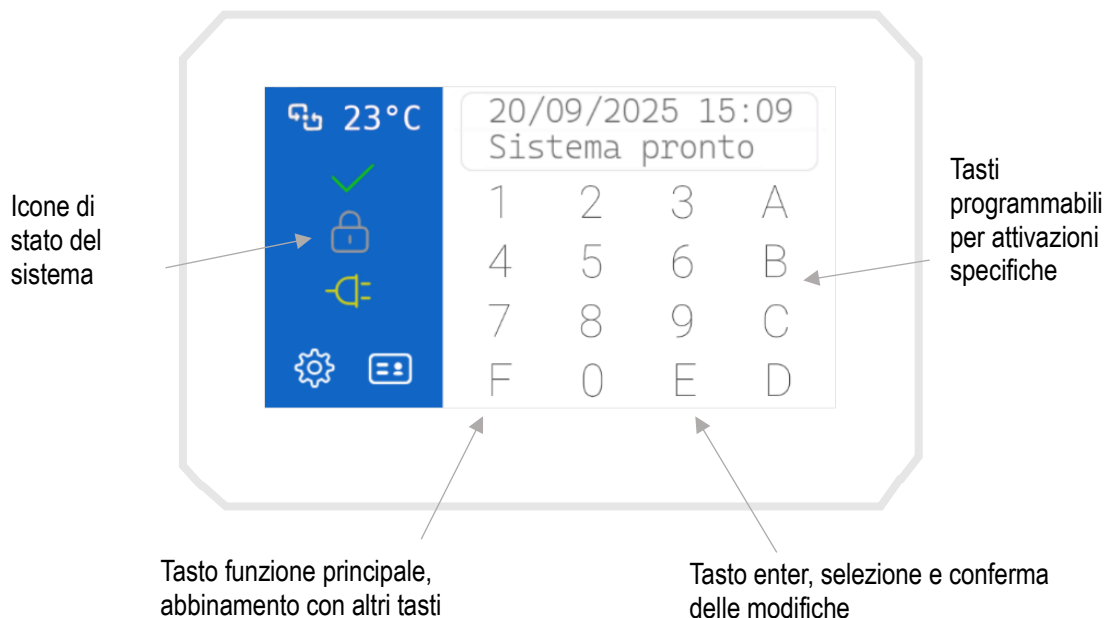 23°C
20/09/2025 15:09
Sistema pronto
1 2 3 A
4 5 6 B
7 8 9 C
F 0 E D
Icone di
stato del
sistema
Tasti
programmabili
per attivazioni
specifiche
Tasto funzione principale,
abbinamento con altri tasti
Tasto enter, selezione e conferma
delle modifiche